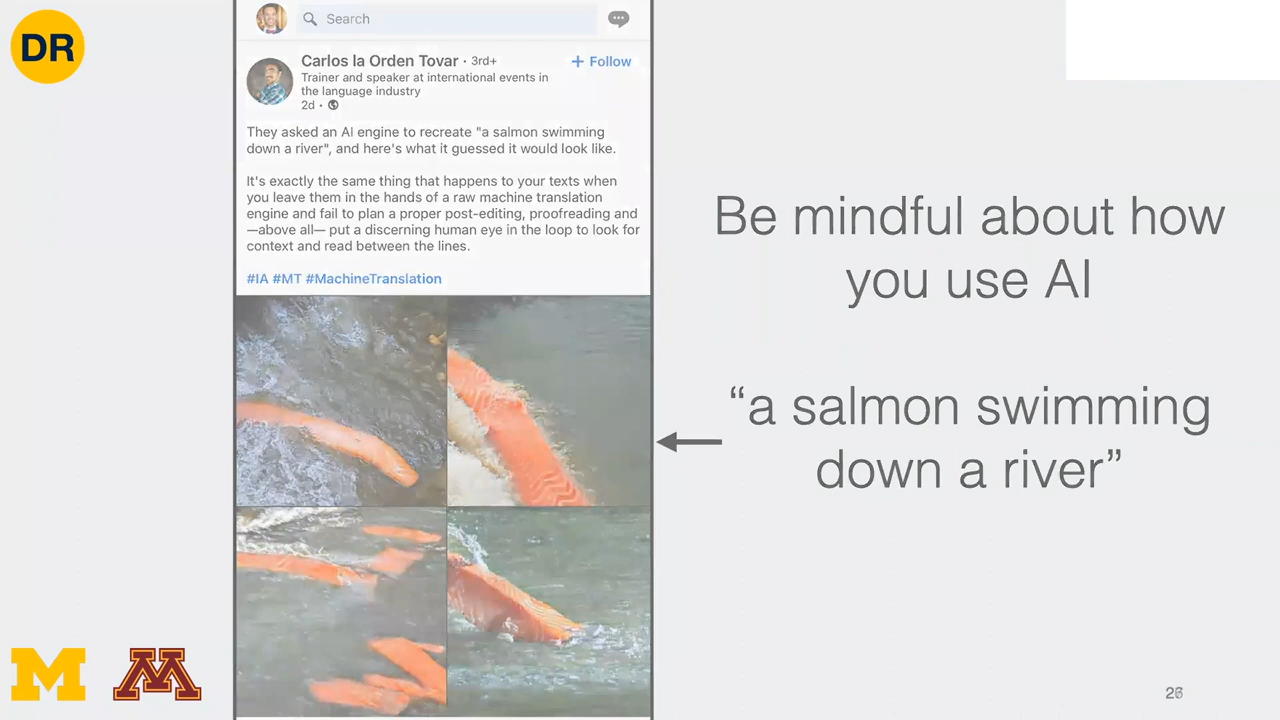 DR
Search
Carlos la Orden Tovar · 3rd+
+ Follow
Trainer and speaker at international events in
the language industry
2d •
They asked an AI engine to recreate "a salmon swimming
down a river", and here's what it guessed it would look like.
It's exactly the same thing that happens to your texts when
you leave them in the hands of a raw machine translation
engine and fail to plan a proper post-editing, proofreading and
—above all— put a discerning human eye in the loop to look for
context and read between the lines.
#IA #MT #MachineTranslation
Be mindful about how
you use AI
“a salmon swimming
down a river”
M
M